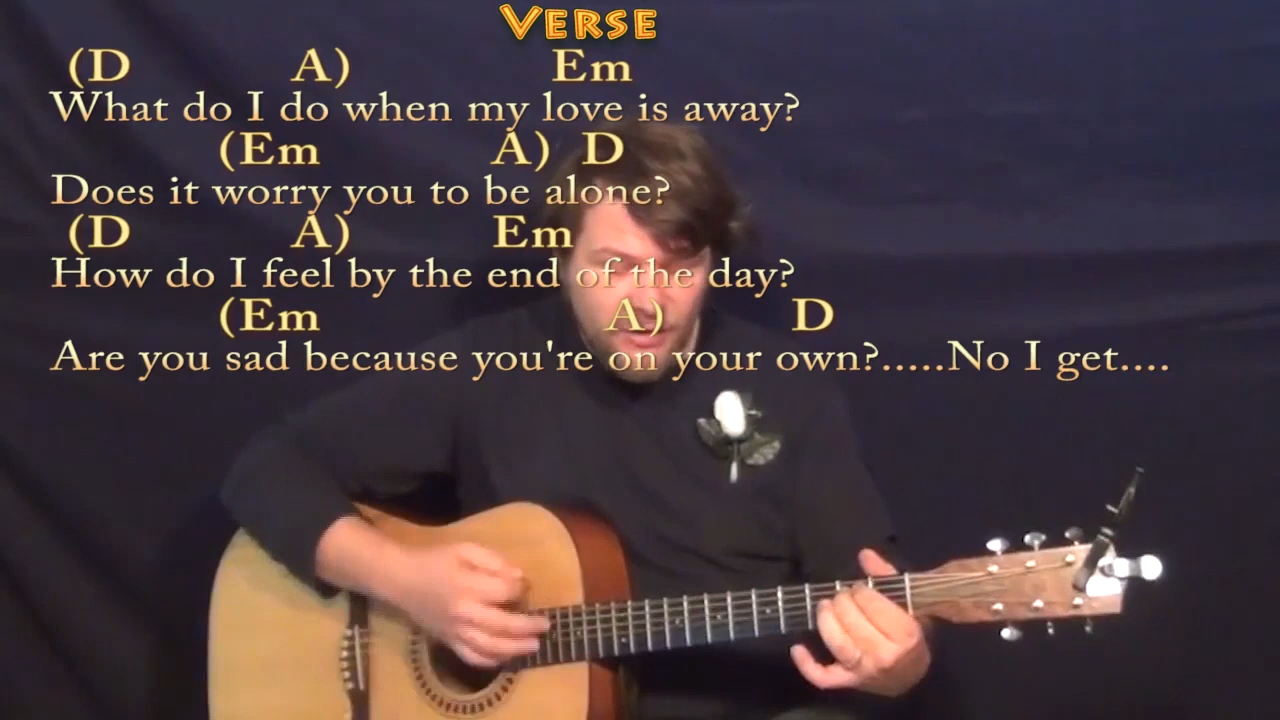 VERSE
(D A) Em
What do I do when my love is away?
(Em A) D
Does it worry you to be alone?
(D A) Em
How do I feel by the end of the day?
(Em A) D
Are you sad because you're on your own?.....No I get....